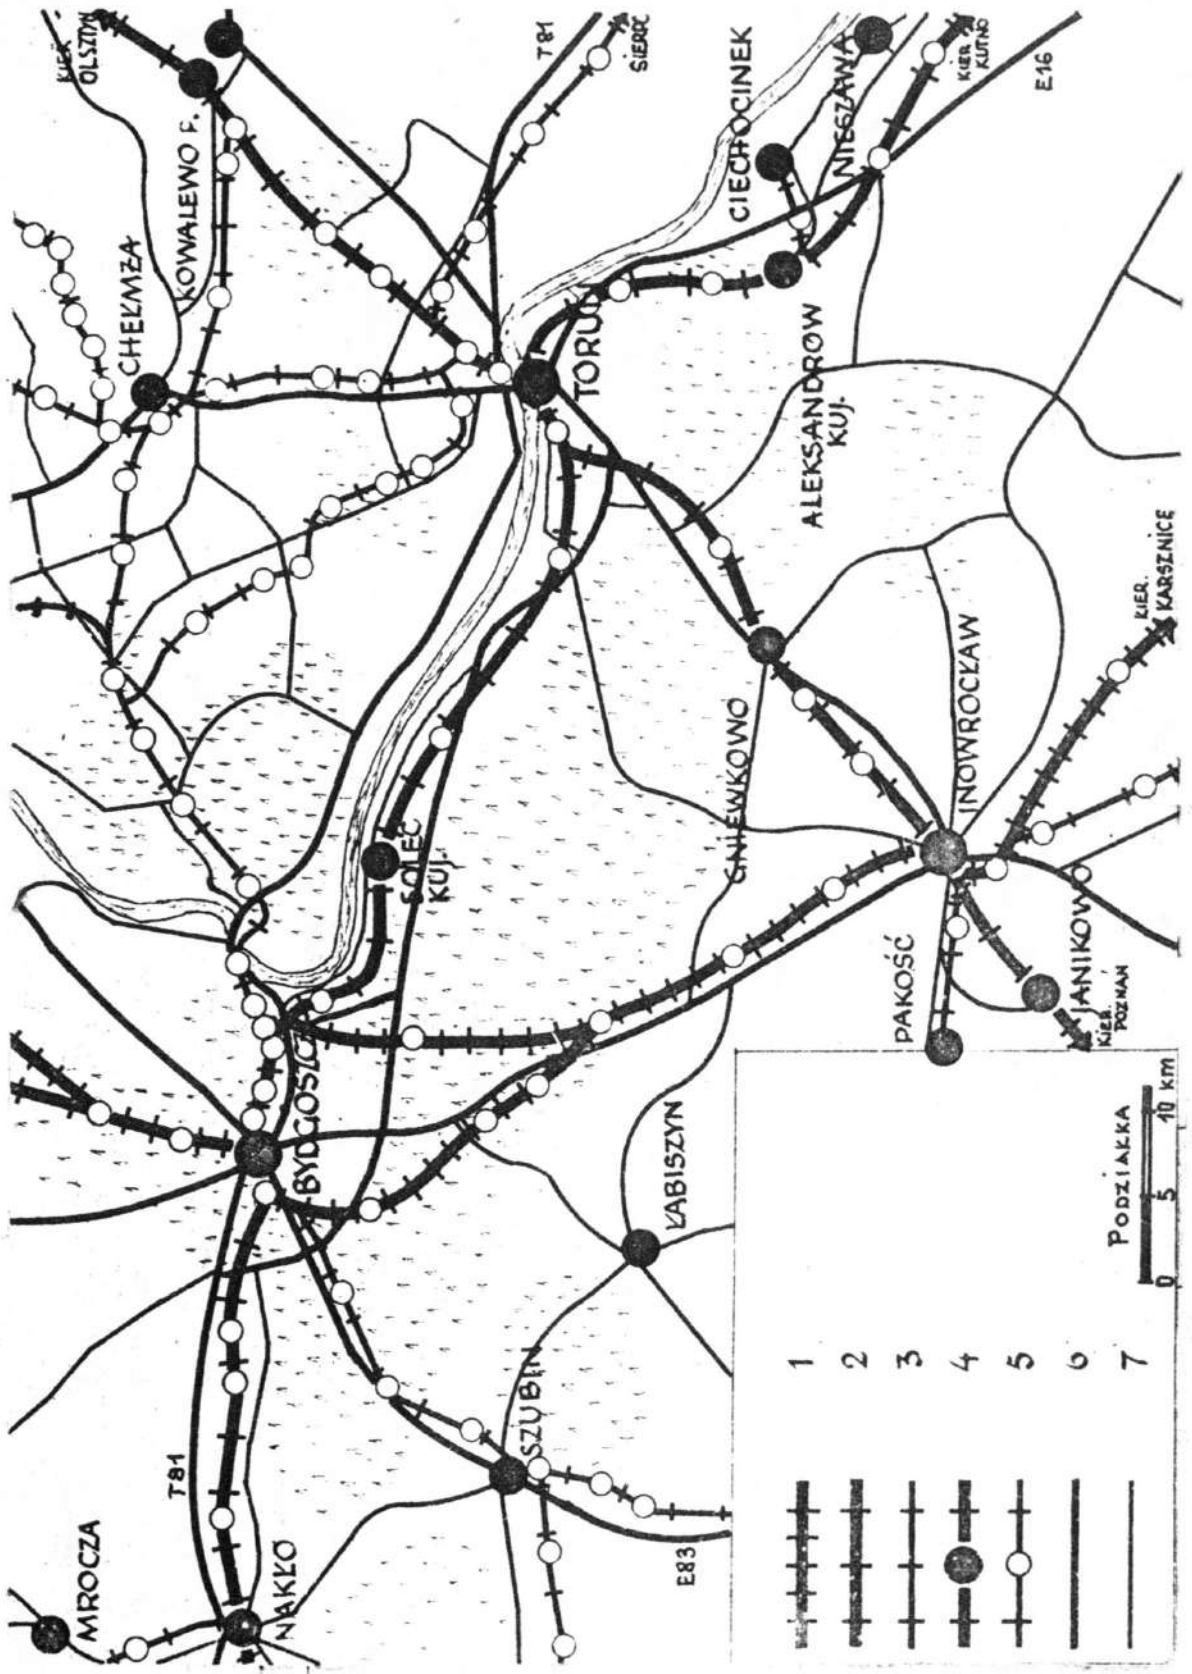 MROCZA
NAKŁO
T81
E83
SZUBIN
ŁABISZYN
BYDGOSZCZ
SOLEC
KUJ.
PAKOŚĆ
JANIKOWO
KIER.
POZNAŃ
INOWROCŁAW
GNIEWKOWO
KIER.
KARSZNICE
TORUŃ
ALEKSANDRÓW
KUJ.
CHEŁMŻA
KOWALEWO P.
KIER
OLSZTYN
T81
SIERPC
CIECHOCINEK
NIESZAWA
KIER
KUTNO
E16
1
2
3
4
5
6
7
PODZIAŁKA
0 5 10 km